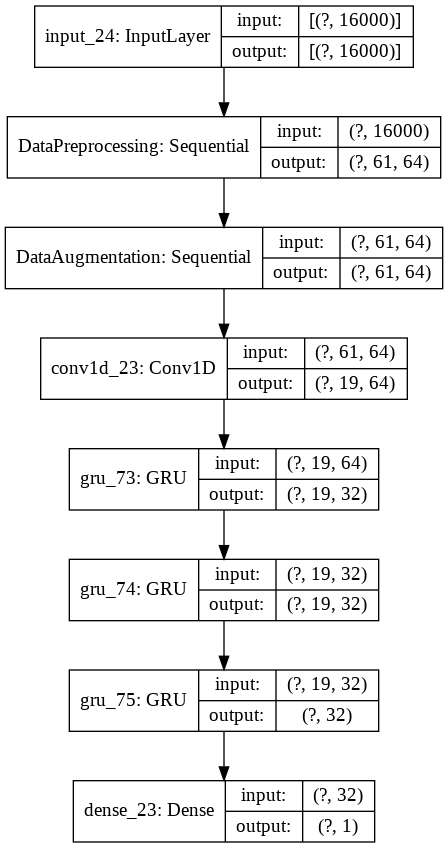 input_24: InputLayer
input: [(?, 16000)]
output: [(?, 16000)]
DataPreprocessing: Sequential
input: (?, 16000)
output: (?, 61, 64)
DataAugmentation: Sequential
input: (?, 61, 64)
output: (?, 61, 64)
conv1d_23: Conv1D
input: (?, 61, 64)
output: (?, 19, 64)
gru_73: GRU
input: (?, 19, 64)
output: (?, 19, 32)
gru_74: GRU
input: (?, 19, 32)
output: (?, 19, 32)
gru_75: GRU
input: (?, 19, 32)
output: (?, 32)
dense_23: Dense
input: (?, 32)
output: (?, 1)